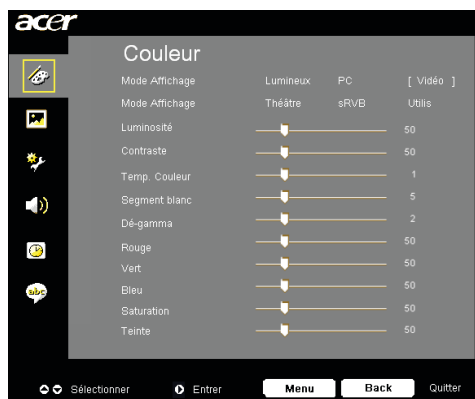 acer
Couleur
Mode Affichage Lumineux PC [ Vidéo ]
Mode Affichage Théâtre sRVB Utilis
Luminosité 50
Contraste 50
Temp. Couleur 1
Segment blanc 5
Dé-gamma 2
Rouge 50
Vert 50
Bleu 50
Saturation 50
Teinte 50
abc
Sélectionner Entrer Menu Back Quitter